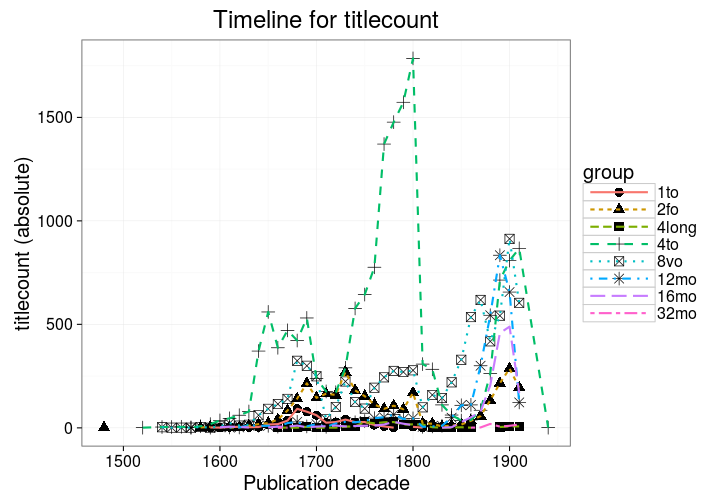 Timeline for titlecount
titlecount (absolute)
1500
1000
500
0
1500
1600
1700
1800
1900
Publication decade
group
1to
2fo
4long
4to
8vo
12mo
16mo
32mo